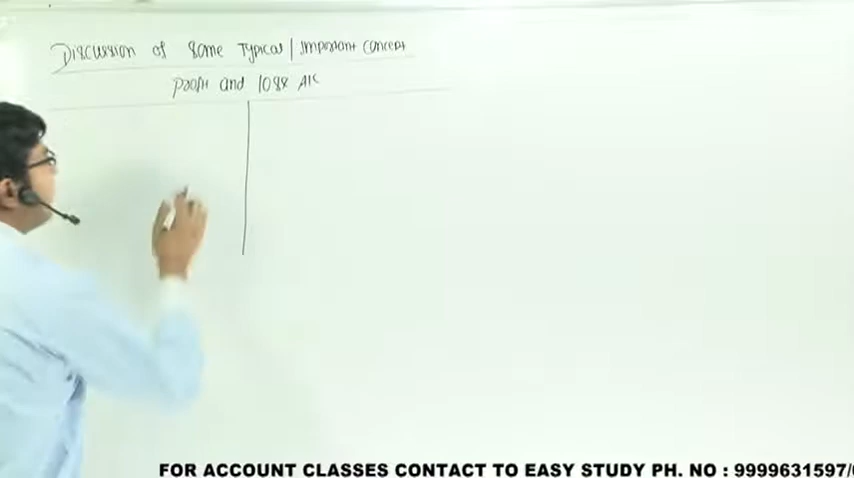 Discussion of some Typical | Important Concept
Profit and loss A/c
FOR ACCOUNT CLASSES CONTACT TO EASY STUDY PH. NO : 9999631597/